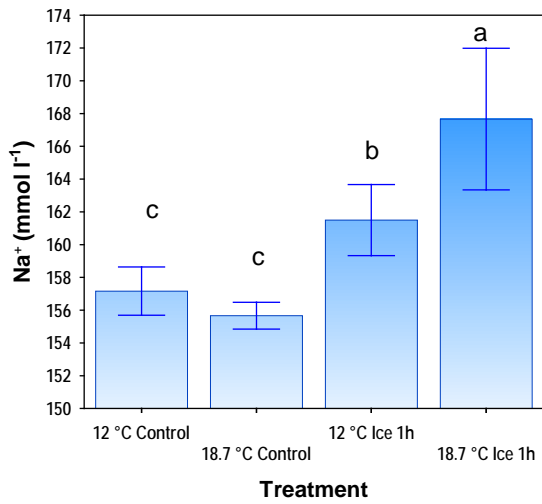 174
172
170
168
166
164
162
160
158
156
154
152
150
Na⁺ (mmol l⁻¹)
c
c
b
a
12 °C Control
18.7 °C Control
12 °C Ice 1h
18.7 °C Ice 1h
Treatment